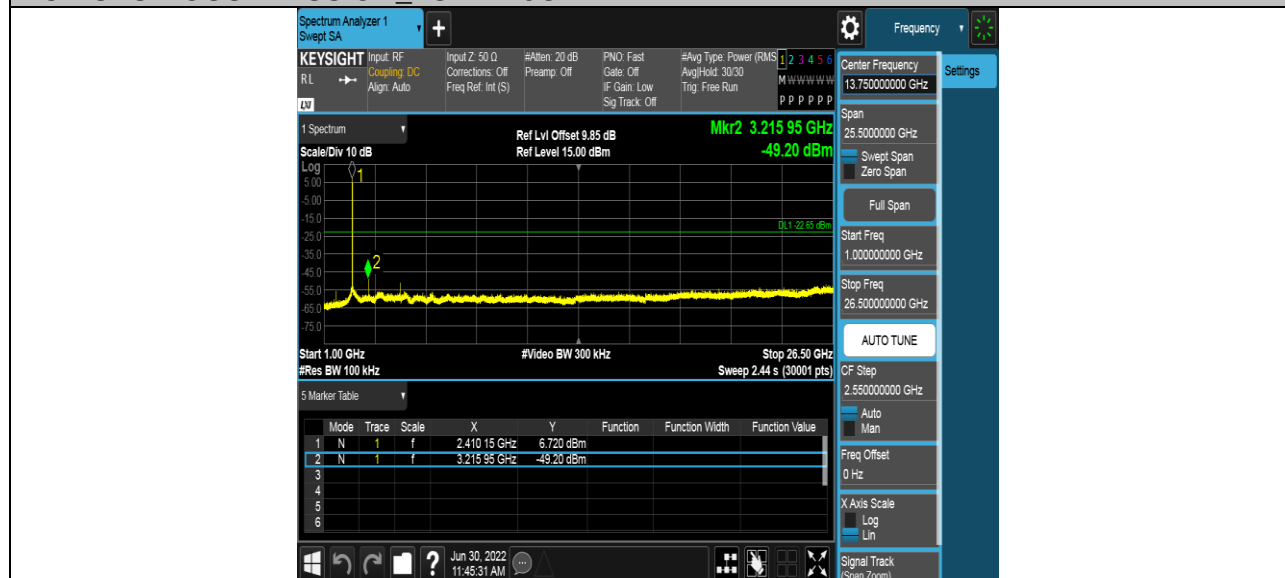 Spectrum Analyzer 1
Swept SA
+
Frequency
KEYSIGHT
RL
LXI
Input: RF
Coupling: DC
Align: Auto
Input Z: 50 Ω
Corrections: Off
Freq Ref: Int (S)
#Atten: 20 dB
Preamp: Off
PNO: Fast
Gate: Off
IF Gain: Low
Sig Track: Off
#Avg Type: Power (RMS
Avg|Hold: 30/30
Trig: Free Run
1 2 3 4 5 6
M W W W W W
P P P P P P
1 Spectrum
Scale/Div 10 dB
Ref Lvl Offset 9.85 dB
Ref Level 15.00 dBm
Mkr2 3.215 95 GHz
-49.20 dBm
Log
5.00
-5.00
-15.0
-25.0
-35.0
-45.0
-55.0
-65.0
-75.0
1
2
DL1 -22.65 dBm
Start 1.00 GHz
#Res BW 100 kHz
#Video BW 300 kHz
Stop 26.50 GHz
Sweep 2.44 s (30001 pts)
5 Marker Table
Mode Trace Scale X Y Function Function Width Function Value
1 N 1 f 2.410 15 GHz 6.720 dBm
2 N 1 f 3.215 95 GHz -49.20 dBm
3
4
5
6
?
Jun 30, 2022
11:45:31 AM
Center Frequency
13.750000000 GHz
Settings
Span
25.5000000 GHz
Swept Span
Zero Span
Full Span
Start Freq
1.000000000 GHz
Stop Freq
26.500000000 GHz
AUTO TUNE
CF Step
2.550000000 GHz
Auto
Man
Freq Offset
0 Hz
X Axis Scale
Log
Lin
Signal Track
(Span Zoom)